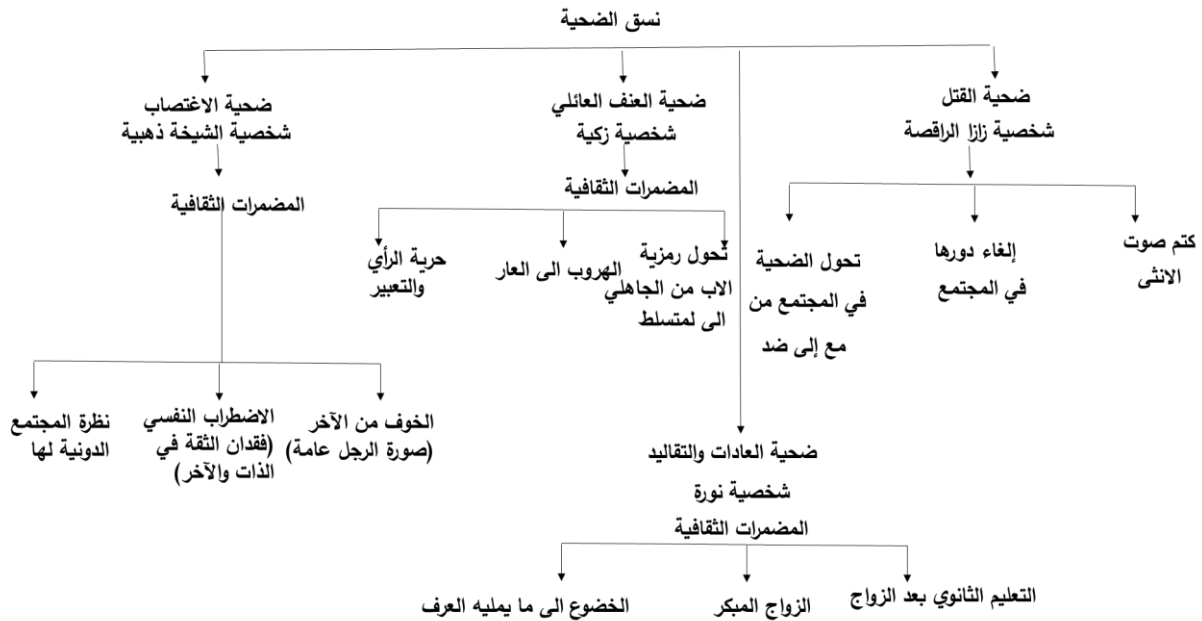 نسق الضحية
ضحية القتل
شخصية زازا الراقصة
كتم صوت
الانثى
إلغاء دورها
في المجتمع
تحول الضحية
في المجتمع من
مع إلى ضد
ضحية العنف العائلي
شخصية زكية
المضمرات الثقافية
تحول رمزية
الاب من الجاهلي
الى لمتسلط
الهروب الى العار
حرية الرأي
والتعبير
ضحية الاغتصاب
شخصية الشيخة ذهبية
المضمرات الثقافية
الخوف من الآخر
(صورة الرجل عامة)
الاضطراب النفسي
(فقدان الثقة في
الذات والآخر)
نظرة المجتمع
الدونية لها
ضحية العادات والتقاليد
شخصية نورة
المضمرات الثقافية
التعليم الثانوي بعد الزواج
الزواج المبكر
الخضوع الى ما يمليه العرف